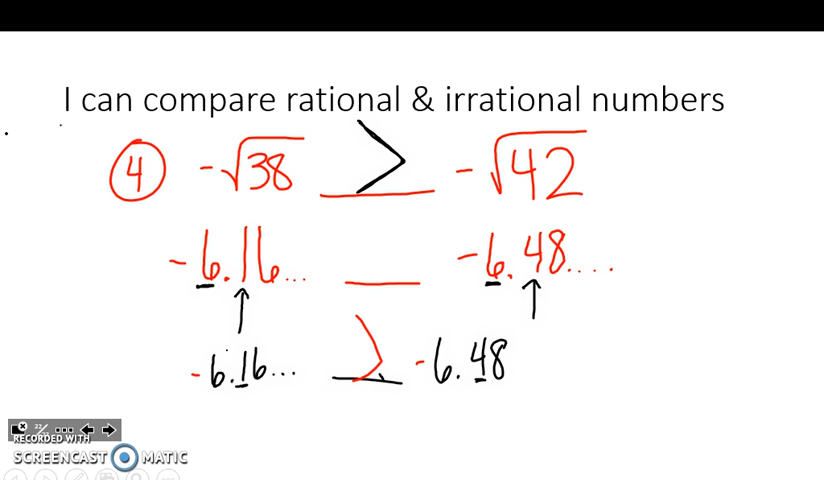 I can compare rational & irrational numbers
④ -√38 > -√42
-6.16... __ -6.48....
-6.16... > -6.48
RECORDED WITH
SCREENCAST MATIC